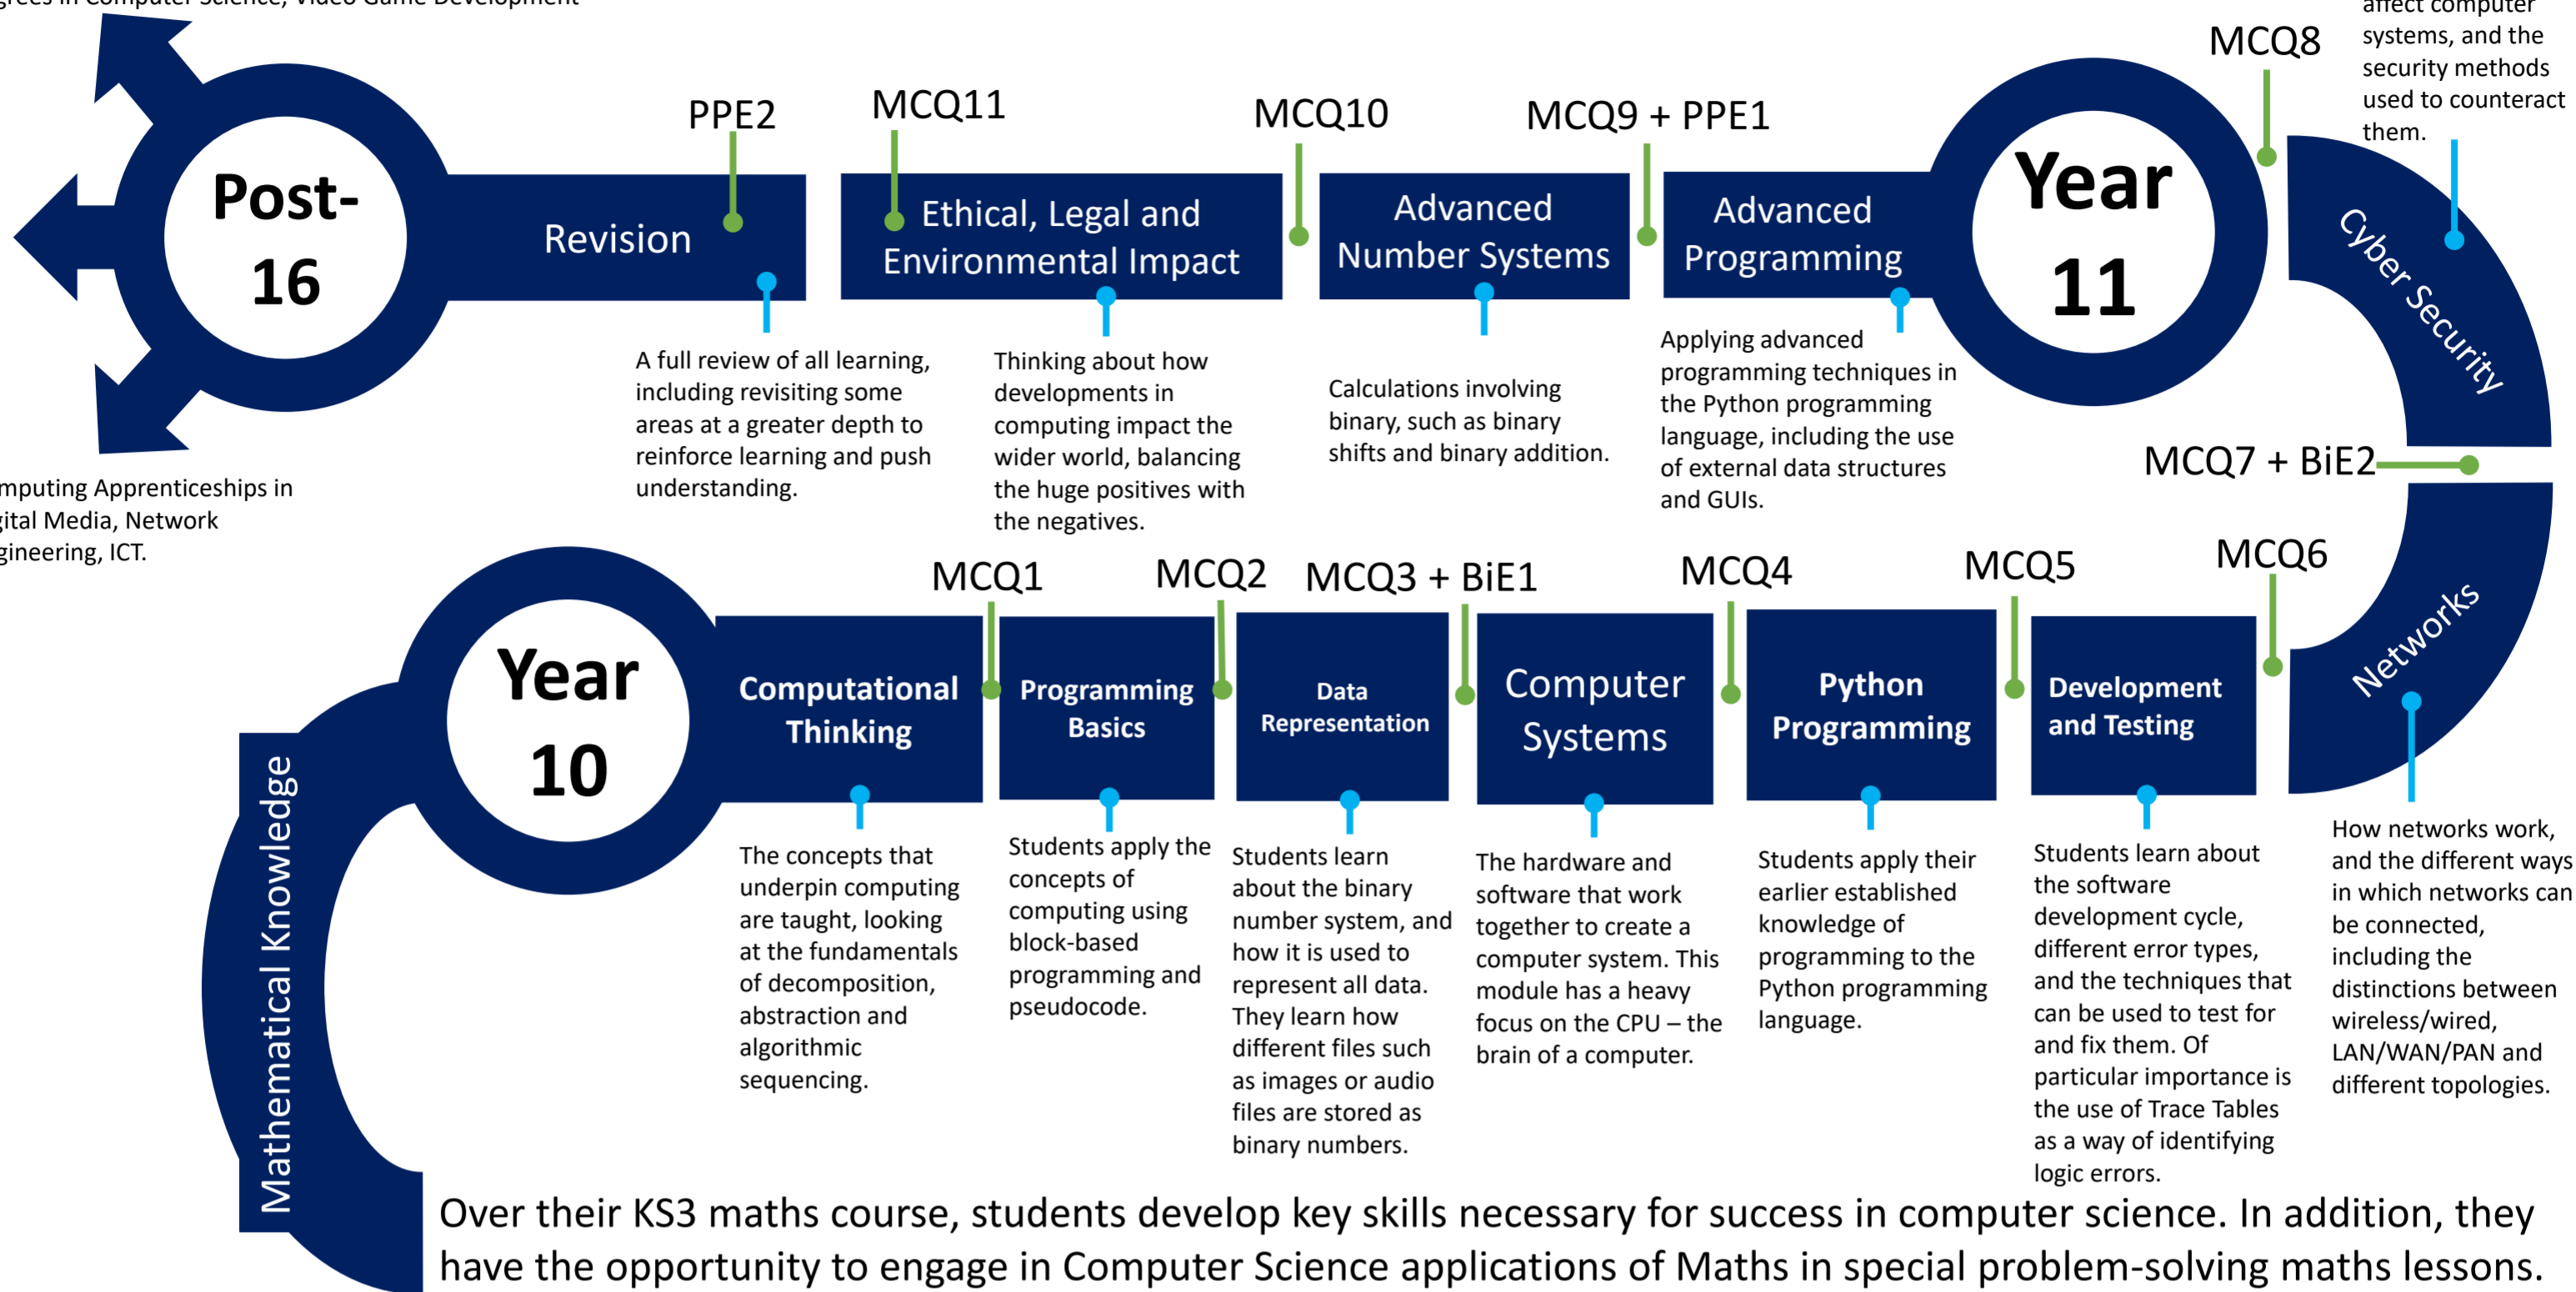 Degrees in Computer Science, Video Game Development
affect computer
systems, and the
security methods
used to counteract
them.
MCQ8
PPE2
MCQ11
MCQ10
MCQ9 + PPE1
Post-
16
Revision
Ethical, Legal and
Environmental Impact
Advanced
Number Systems
Advanced
Programming
Year
11
Cyber Security
A full review of all learning,
including revisiting some
areas at a greater depth to
reinforce learning and push
understanding.
Thinking about how
developments in
computing impact the
wider world, balancing
the huge positives with
the negatives.
Calculations involving
binary, such as binary
shifts and binary addition.
Applying advanced
programming techniques in
the Python programming
language, including the use
of external data structures
and GUIs.
MCQ7 + BiE2
Computing Apprenticeships in
Digital Media, Network
Engineering, ICT.
MCQ1
MCQ2
MCQ3 + BiE1
MCQ4
MCQ5
MCQ6
Networks
Year
10
Computational
Thinking
Programming
Basics
Data
Representation
Computer
Systems
Python
Programming
Development
and Testing
Mathematical Knowledge
The concepts that
underpin computing
are taught, looking
at the fundamentals
of decomposition,
abstraction and
algorithmic
sequencing.
Students apply the
concepts of
computing using
block-based
programming and
pseudocode.
Students learn
about the binary
number system, and
how it is used to
represent all data.
They learn how
different files such
as images or audio
files are stored as
binary numbers.
The hardware and
software that work
together to create a
computer system. This
module has a heavy
focus on the CPU – the
brain of a computer.
Students apply their
earlier established
knowledge of
programming to the
Python programming
language.
Students learn about
the software
development cycle,
different error types,
and the techniques that
can be used to test for
and fix them. Of
particular importance is
the use of Trace Tables
as a way of identifying
logic errors.
How networks work,
and the different ways
in which networks can
be connected,
including the
distinctions between
wireless/wired,
LAN/WAN/PAN and
different topologies.
Over their KS3 maths course, students develop key skills necessary for success in computer science. In addition, they
have the opportunity to engage in Computer Science applications of Maths in special problem-solving maths lessons.